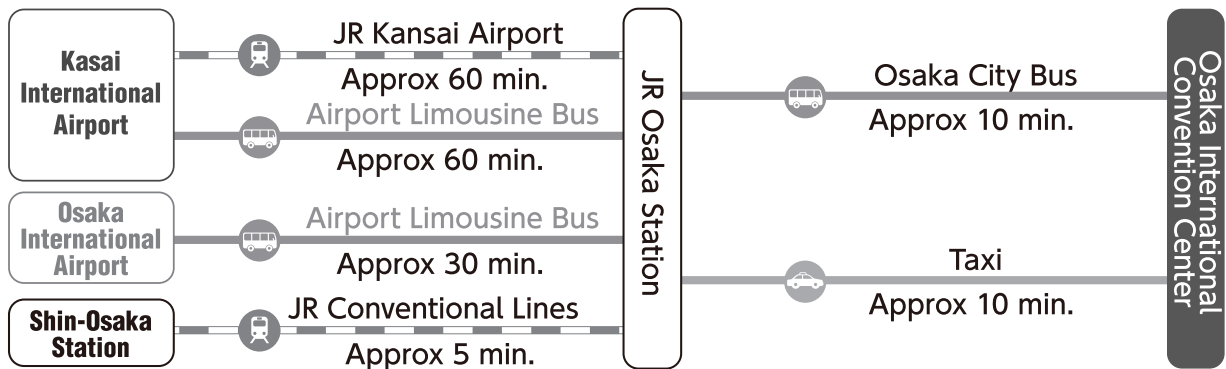 Kasai
International
Airport
JR Kansai Airport
Approx 60 min.
Airport Limousine Bus
Approx 60 min.
Osaka
International
Airport
Airport Limousine Bus
Approx 30 min.
Shin-Osaka
Station
JR Conventional Lines
Approx 5 min.
JR Osaka Station
Osaka City Bus
Approx 10 min.
Taxi
Approx 10 min.
Osaka International
Convention Center